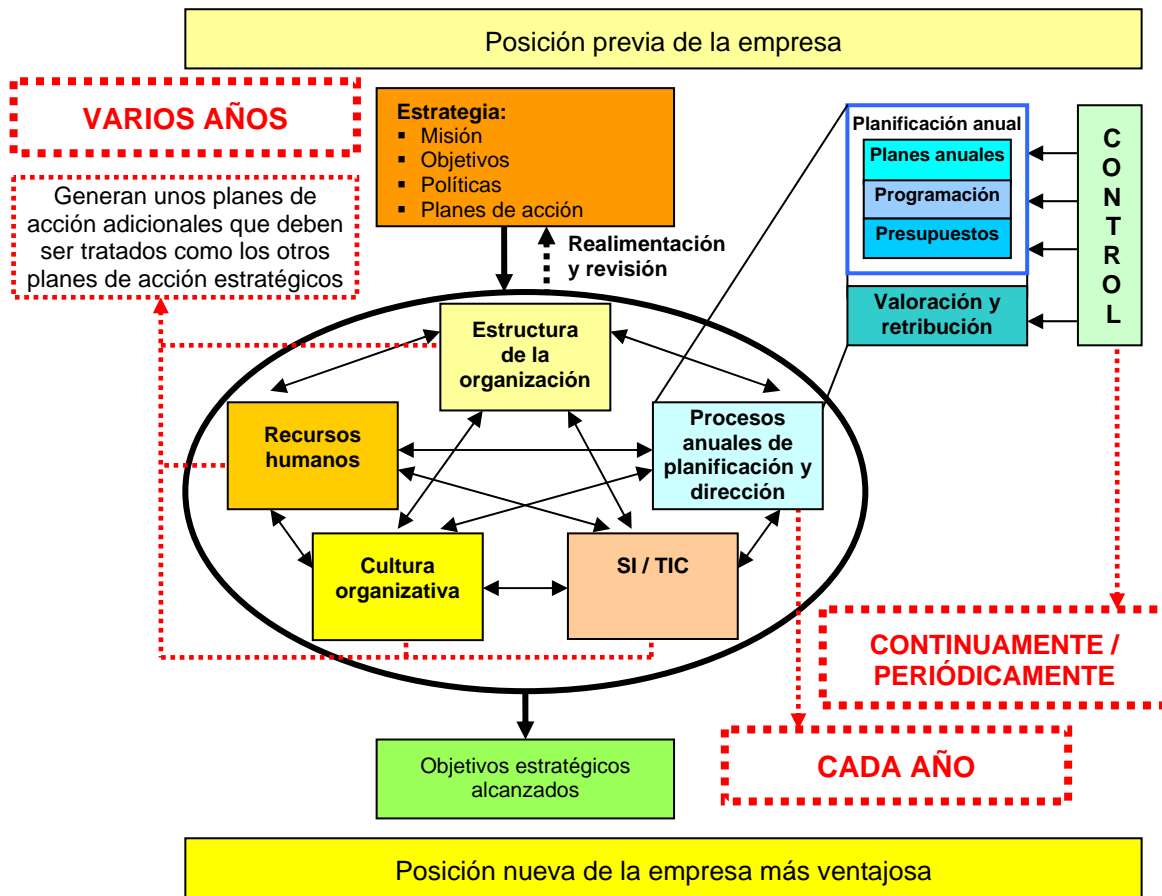 Posición previa de la empresa
VARIOS AÑOS
Generan unos planes de
acción adicionales que deben
ser tratados como los otros
planes de acción estratégicos
Estrategia:
▪ Misión
▪ Objetivos
▪ Políticas
▪ Planes de acción
Realimentación
y revisión
Planificación anual
Planes anuales
Programación
Presupuestos
Valoración y
retribución
C
O
N
T
R
O
L
Estructura
de la
organización
Recursos
humanos
Procesos
anuales de
planificación y
dirección
Cultura
organizativa
SI / TIC
CONTINUAMENTE /
PERIÓDICAMENTE
CADA AÑO
Objetivos estratégicos
alcanzados
Posición nueva de la empresa más ventajosa